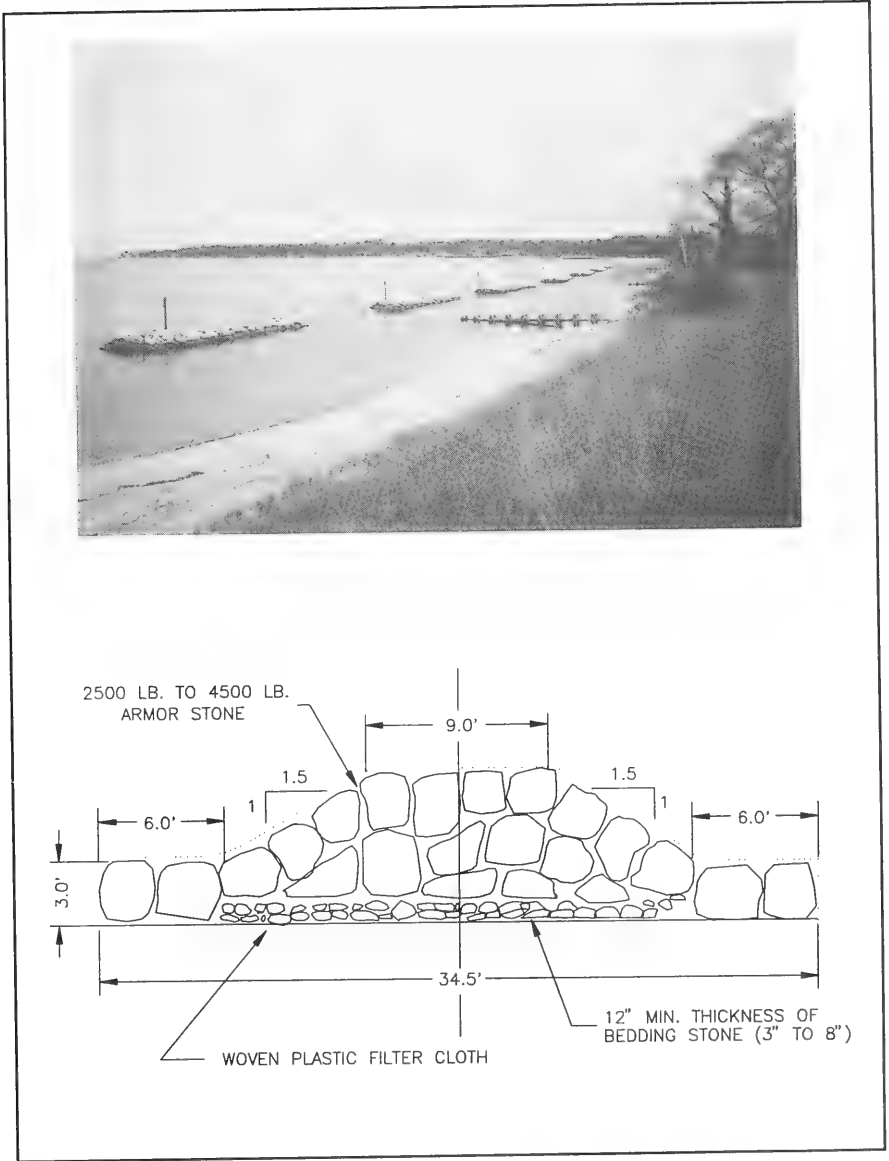 2500 LB. TO 4500 LB.
ARMOR STONE
9.0'
1.5
1
1.5
1
6.0'
6.0'
3.0'
34.5'
12" MIN. THICKNESS OF
BEDDING STONE (3" TO 8")
WOVEN PLASTIC FILTER CLOTH